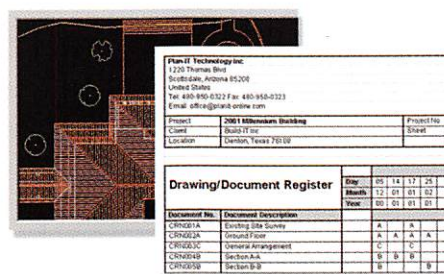 Plan-IT Technology Inc
1220 Thomas Blvd
Scottsdale, Arizona 85200
United States
Tel: 480-950-0322 Fax: 480-950-0323
Email: office@planit-online.com
Project 2001 Millennium Building Project No
Client Build-IT Inc Sheet
Location Denton, Texas 76100
Drawing/Document Register
Day 05 14 17 25
Month 12 01 01 02
Year 00 01 01 01
Document No. Document Description
CRN001A Existing Site Survey A A
CRN002A Ground Floor A A A A
CRN003C General Arrangement C C
CRN004B Section A-A B B B
CRN005B Section B-B B B